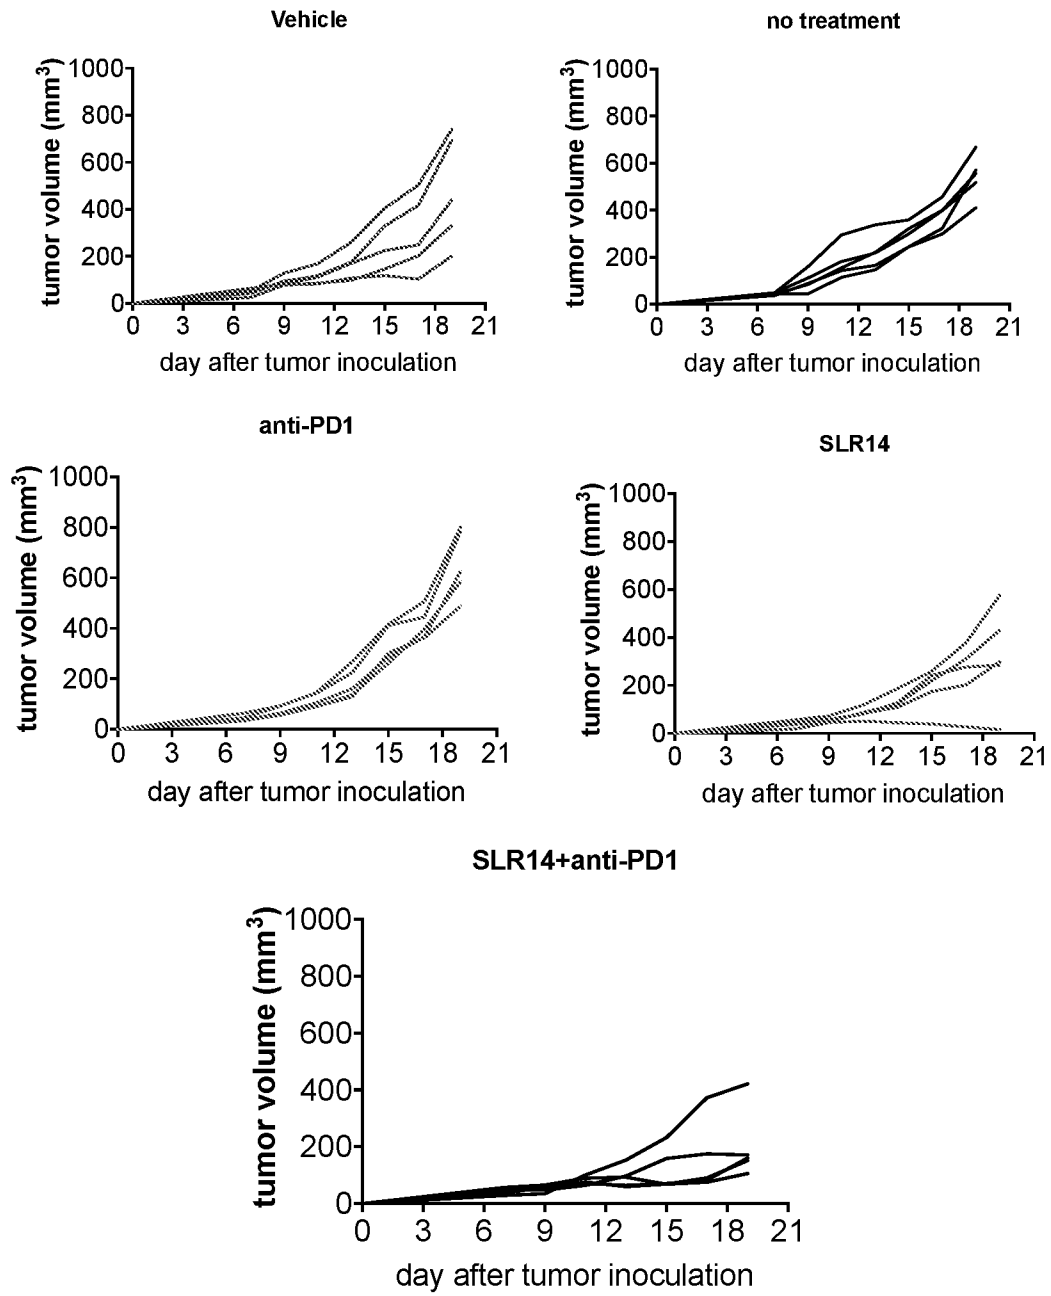 Vehicle
tumor volume (mm³)
1000
800
600
400
200
0
0 3 6 9 12 15 18 21
day after tumor inoculation
no treatment
tumor volume (mm³)
1000
800
600
400
200
0
0 3 6 9 12 15 18 21
day after tumor inoculation
anti-PD1
tumor volume (mm³)
1000
800
600
400
200
0
0 3 6 9 12 15 18 21
day after tumor inoculation
SLR14
tumor volume (mm³)
1000
800
600
400
200
0
0 3 6 9 12 15 18 21
day after tumor inoculation
SLR14+anti-PD1
tumor volume (mm³)
1000
800
600
400
200
0
0 3 6 9 12 15 18 21
day after tumor inoculation